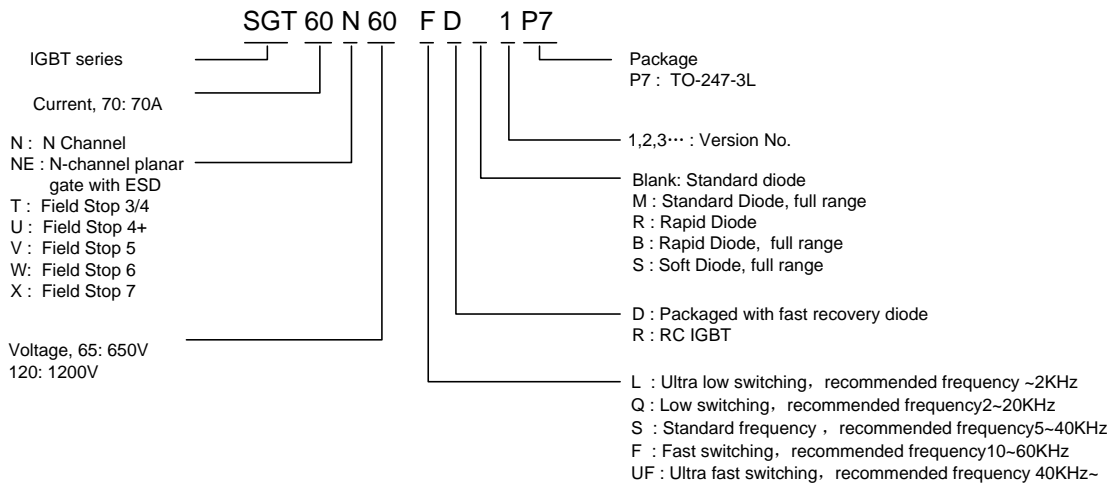 SGT 60 N 60 F D 1 P7
IGBT series
Current, 70: 70A
N : N Channel
NE : N-channel planar
gate with ESD
T : Field Stop 3/4
U : Field Stop 4+
V : Field Stop 5
W: Field Stop 6
X : Field Stop 7
Voltage, 65: 650V
120: 1200V
Package
P7 : TO-247-3L
1,2,3··· : Version No.
Blank: Standard diode
M : Standard Diode, full range
R : Rapid Diode
B : Rapid Diode, full range
S : Soft Diode, full range
D : Packaged with fast recovery diode
R : RC IGBT
L : Ultra low switching，recommended frequency ~2KHz
Q : Low switching，recommended frequency2~20KHz
S : Standard frequency ，recommended frequency5~40KHz
F : Fast switching，recommended frequency10~60KHz
UF : Ultra fast switching，recommended frequency 40KHz~